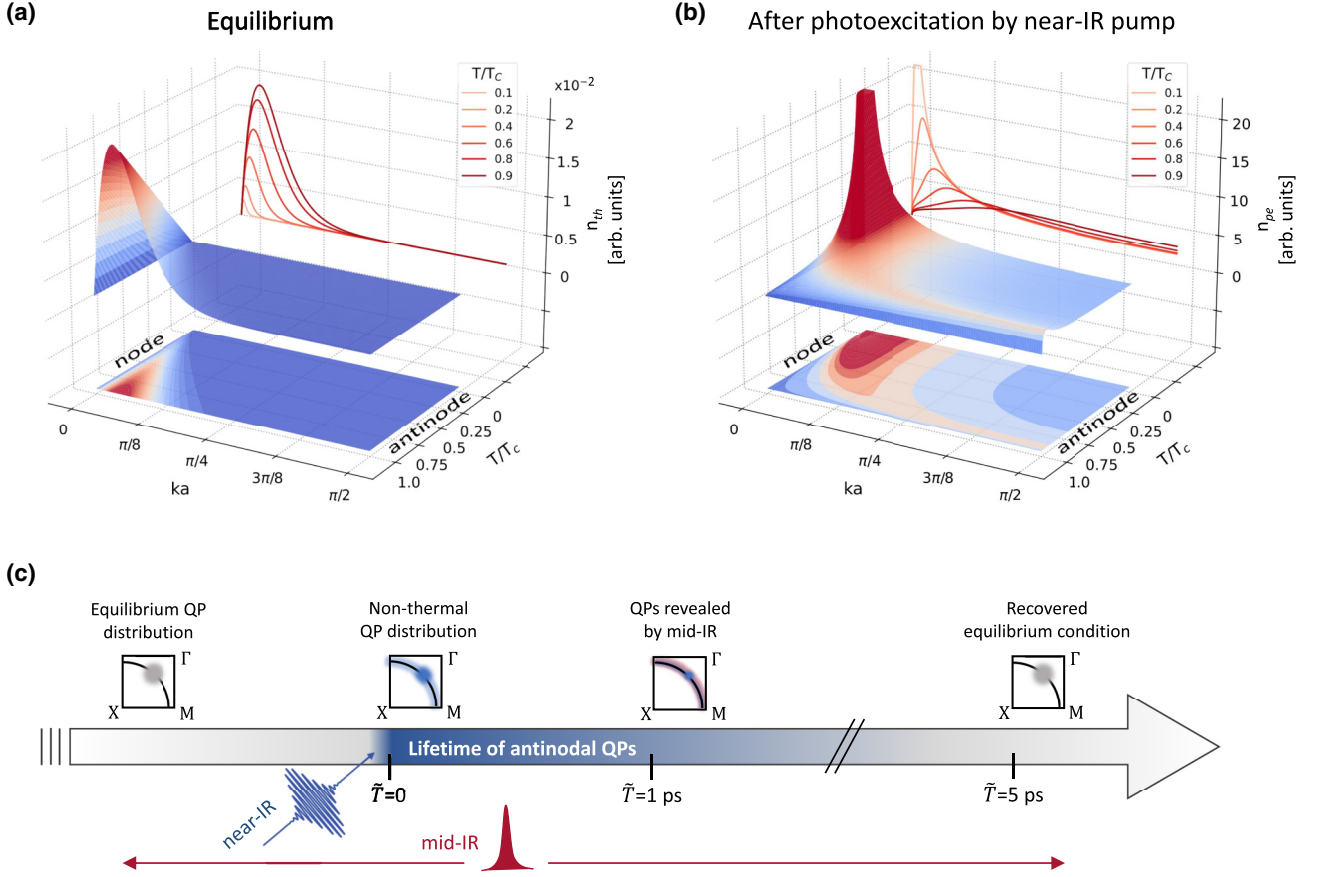 (a)
Equilibrium
T/T_C
0.1
0.2
0.4
0.6
0.8
0.9
x10⁻²
2
1.5
1
0.5
0
n_th
[arb. units]
node
antinode
0
π/8
π/4
3π/8
π/2
ka
0
0.25
0.5
0.75
1.0
T/T_c
(b)
After photoexcitation by near-IR pump
T/T_C
0.1
0.2
0.4
0.6
0.8
0.9
20
15
10
5
0
n_pe
[arb. units]
node
antinode
0
π/8
π/4
3π/8
π/2
ka
0
0.25
0.5
0.75
1.0
T/T_c
(c)
Equilibrium QP
distribution
Γ
X
M
Non-thermal
QP distribution
Γ
X
M
QPs revealed
by mid-IR
Γ
X
M
Recovered
equilibrium condition
Γ
X
M
Lifetime of antinodal QPs
T̃=0
T̃=1 ps
T̃=5 ps
near-IR
mid-IR